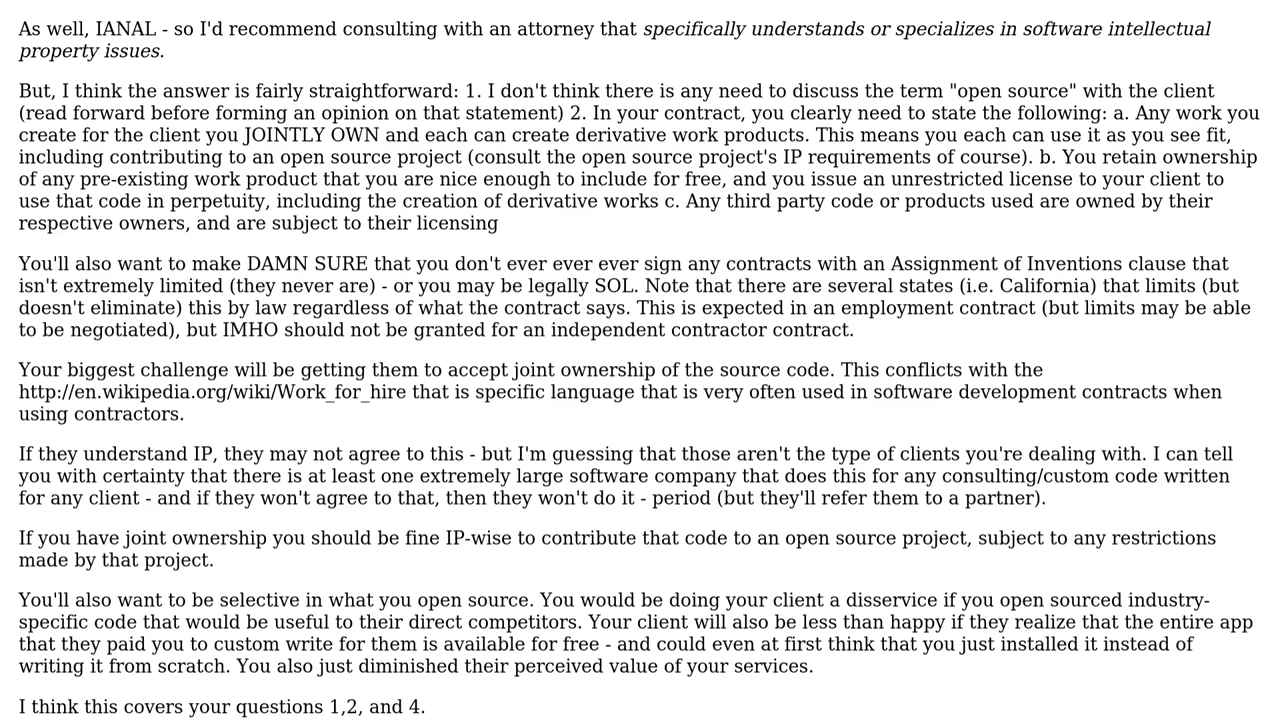 As well, IANAL - so I'd recommend consulting with an attorney that specifically understands or specializes in software intellectual
property issues.
But, I think the answer is fairly straightforward: 1. I don't think there is any need to discuss the term "open source" with the client
(read forward before forming an opinion on that statement) 2. In your contract, you clearly need to state the following: a. Any work you
create for the client you JOINTLY OWN and each can create derivative work products. This means you each can use it as you see fit,
including contributing to an open source project (consult the open source project's IP requirements of course). b. You retain ownership
of any pre-existing work product that you are nice enough to include for free, and you issue an unrestricted license to your client to
use that code in perpetuity, including the creation of derivative works c. Any third party code or products used are owned by their
respective owners, and are subject to their licensing
You'll also want to make DAMN SURE that you don't ever ever ever sign any contracts with an Assignment of Inventions clause that
isn't extremely limited (they never are) - or you may be legally SOL. Note that there are several states (i.e. California) that limits (but
doesn't eliminate) this by law regardless of what the contract says. This is expected in an employment contract (but limits may be able
to be negotiated), but IMHO should not be granted for an independent contractor contract.
Your biggest challenge will be getting them to accept joint ownership of the source code. This conflicts with the
http://en.wikipedia.org/wiki/Work_for_hire that is specific language that is very often used in software development contracts when
using contractors.
If they understand IP, they may not agree to this - but I'm guessing that those aren't the type of clients you're dealing with. I can tell
you with certainty that there is at least one extremely large software company that does this for any consulting/custom code written
for any client - and if they won't agree to that, then they won't do it - period (but they'll refer them to a partner).
If you have joint ownership you should be fine IP-wise to contribute that code to an open source project, subject to any restrictions
made by that project.
You'll also want to be selective in what you open source. You would be doing your client a disservice if you open sourced industry-
specific code that would be useful to their direct competitors. Your client will also be less than happy if they realize that the entire app
that they paid you to custom write for them is available for free - and could even at first think that you just installed it instead of
writing it from scratch. You also just diminished their perceived value of your services.
I think this covers your questions 1,2, and 4.